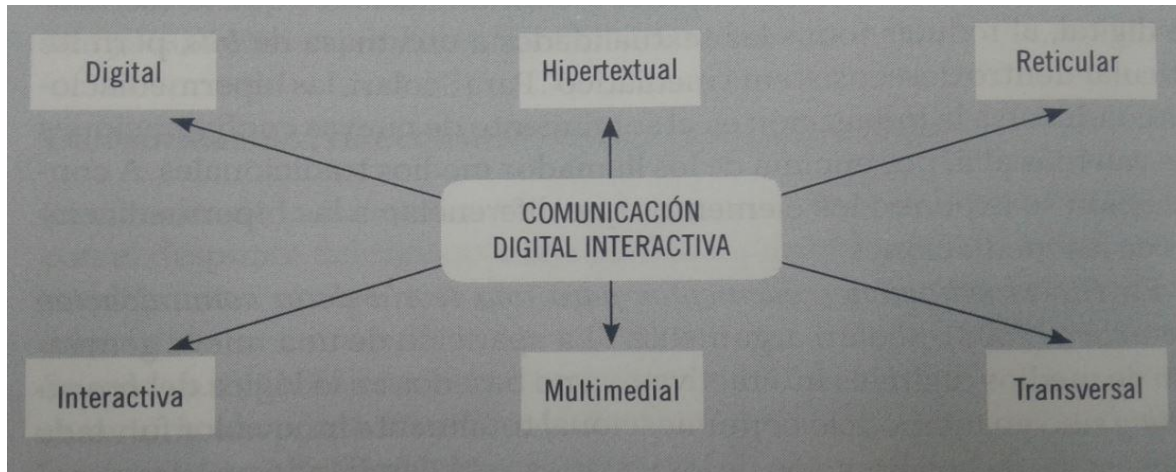 Digital
Hipertextual
Reticular
COMUNICACIÓN
DIGITAL INTERACTIVA
Interactiva
Multimedial
Transversal